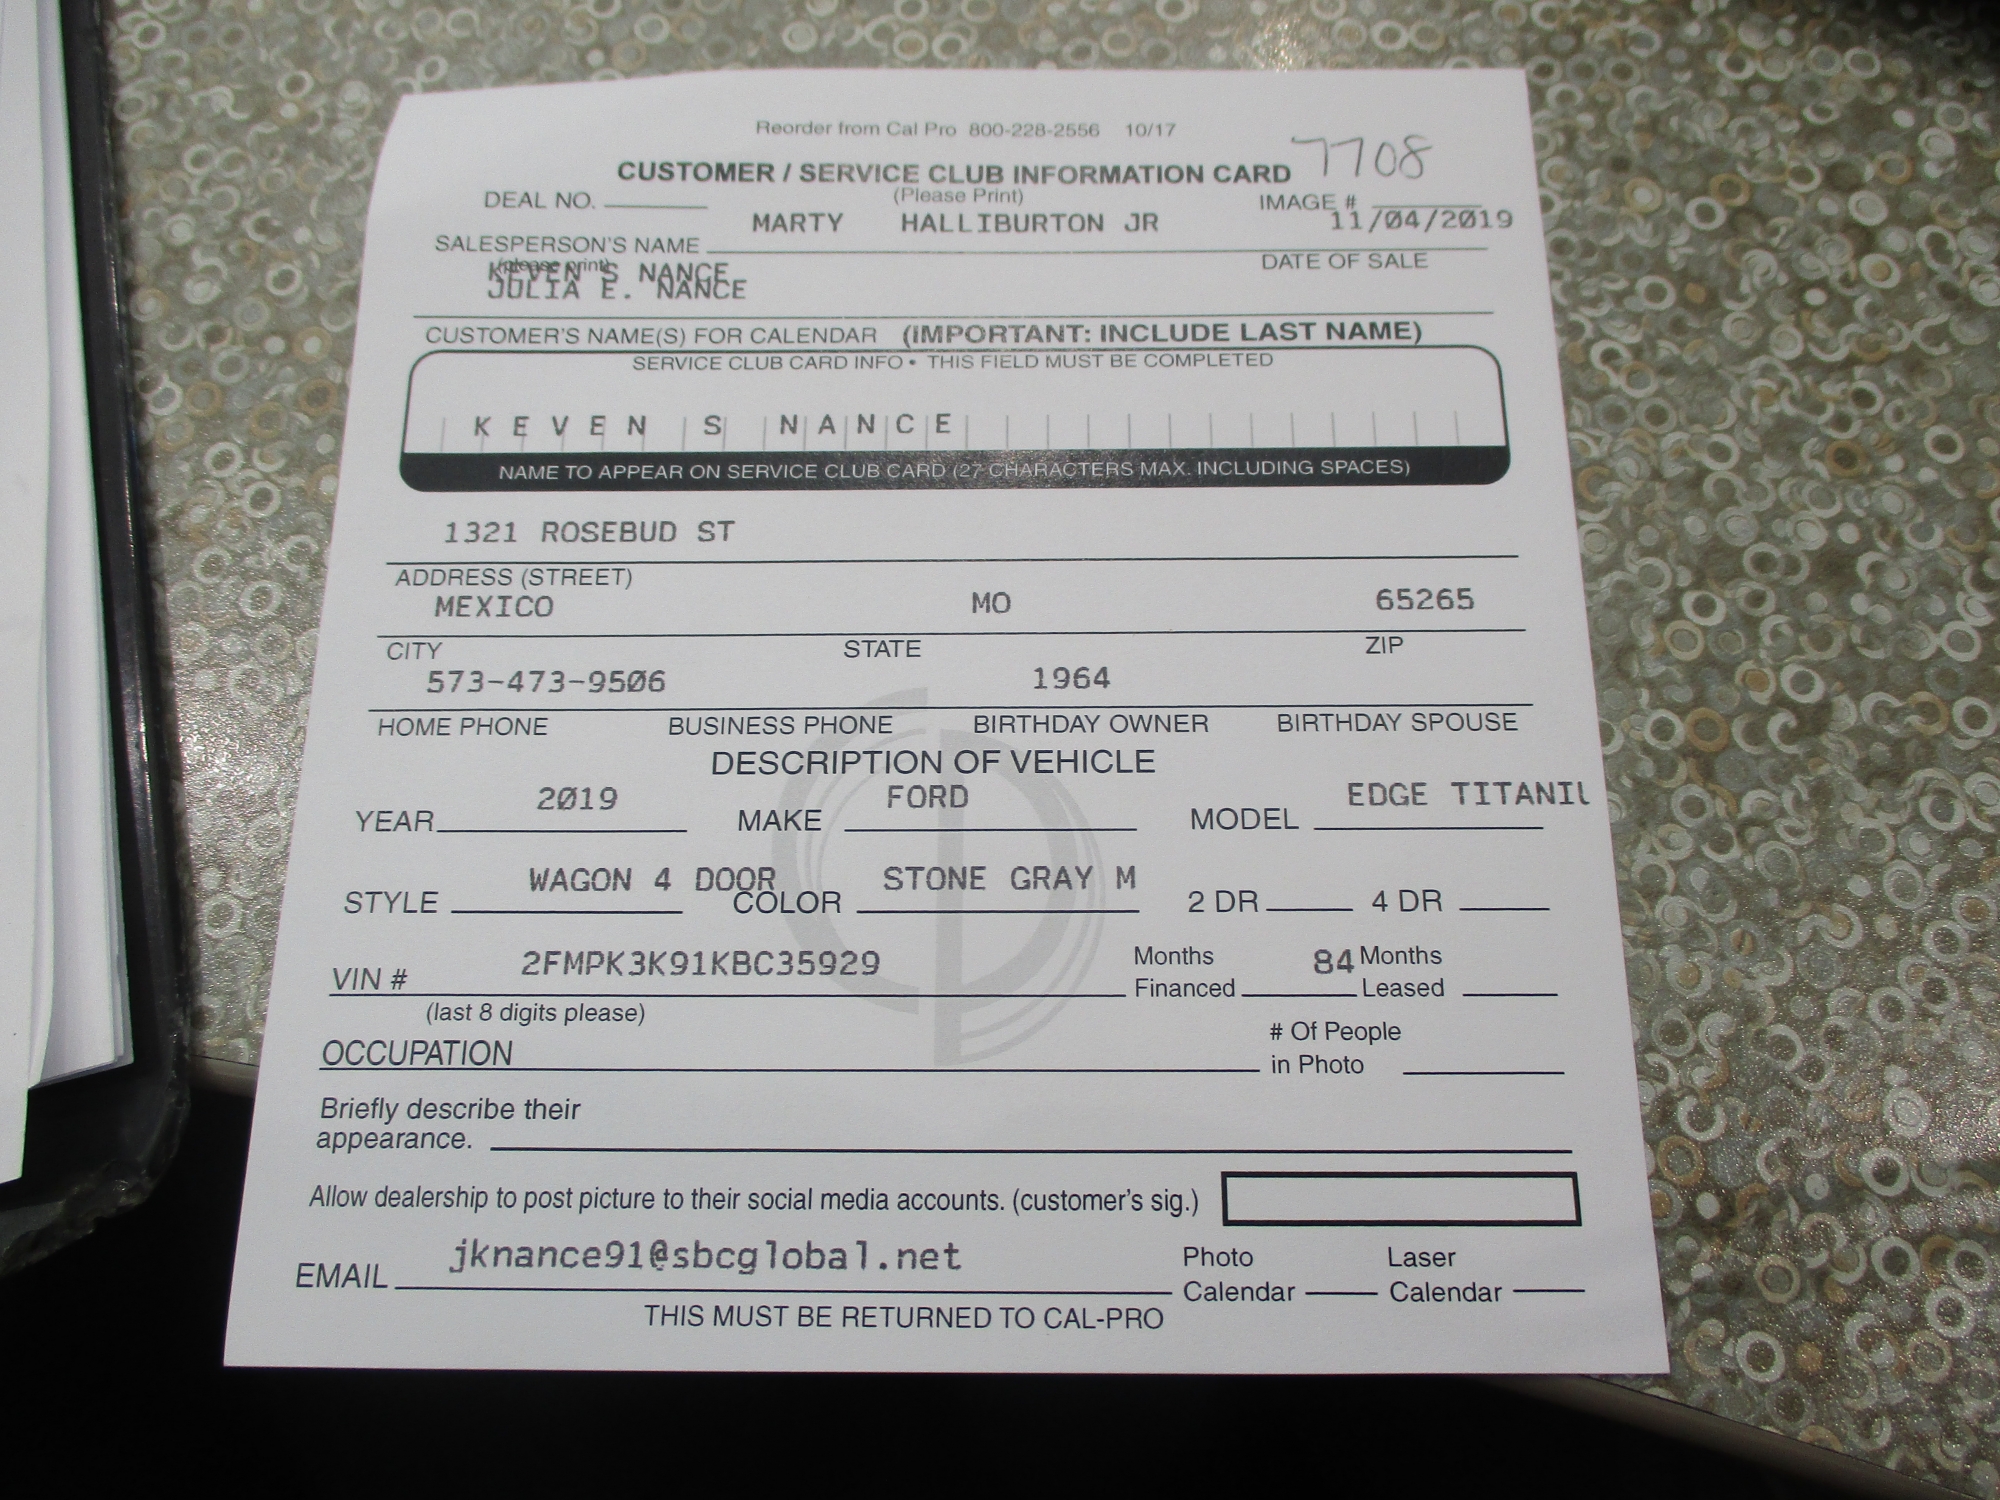 Reorder from Cal Pro 800-228-2556 10/17
7708
CUSTOMER / SERVICE CLUB INFORMATION CARD
(Please Print)
DEAL NO.
IMAGE #
MARTY HALLIBURTON JR
11/04/2019
SALESPERSON'S NAME
(please print)
DATE OF SALE
KEVEN S NANCE
JULIA E. NANCE
CUSTOMER'S NAME(S) FOR CALENDAR (IMPORTANT: INCLUDE LAST NAME)
SERVICE CLUB CARD INFO • THIS FIELD MUST BE COMPLETED
KEVEN S NANCE
NAME TO APPEAR ON SERVICE CLUB CARD (27 CHARACTERS MAX. INCLUDING SPACES)
1321 ROSEBUD ST
ADDRESS (STREET)
MEXICO MO 65265
CITY STATE ZIP
573-473-9506 1964
HOME PHONE BUSINESS PHONE BIRTHDAY OWNER BIRTHDAY SPOUSE
DESCRIPTION OF VEHICLE
2019 FORD EDGE TITANIU
YEAR MAKE MODEL
WAGON 4 DOOR STONE GRAY M
STYLE COLOR 2 DR 4 DR
2FMPK3K91KBC35929 Months 84 Months
VIN # Financed Leased
(last 8 digits please)
# Of People
OCCUPATION in Photo
Briefly describe their
appearance.
Allow dealership to post picture to their social media accounts. (customer's sig.)
jknance91@sbcglobal.net Photo Laser
EMAIL Calendar Calendar
THIS MUST BE RETURNED TO CAL-PRO